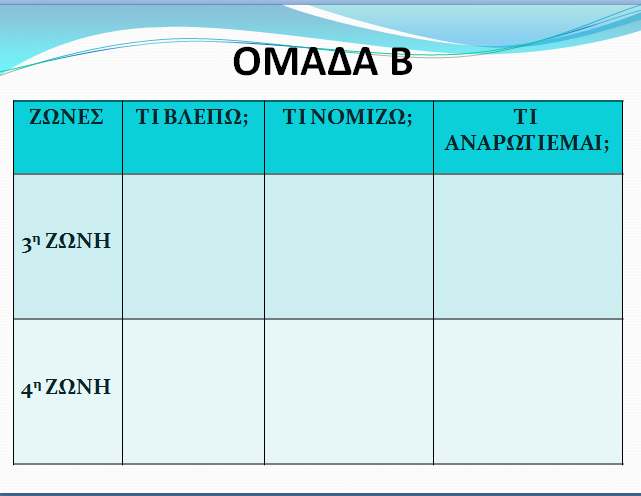 ΟΜΑΔΑ Β
ΖΩΝΕΣ ΤΙ ΒΛΕΠΩ; ΤΙ ΝΟΜΙΖΩ; ΤΙ
ΑΝΑΡΩΤΙΕΜΑΙ;
3η ΖΩΝΗ
4η ΖΩΝΗ